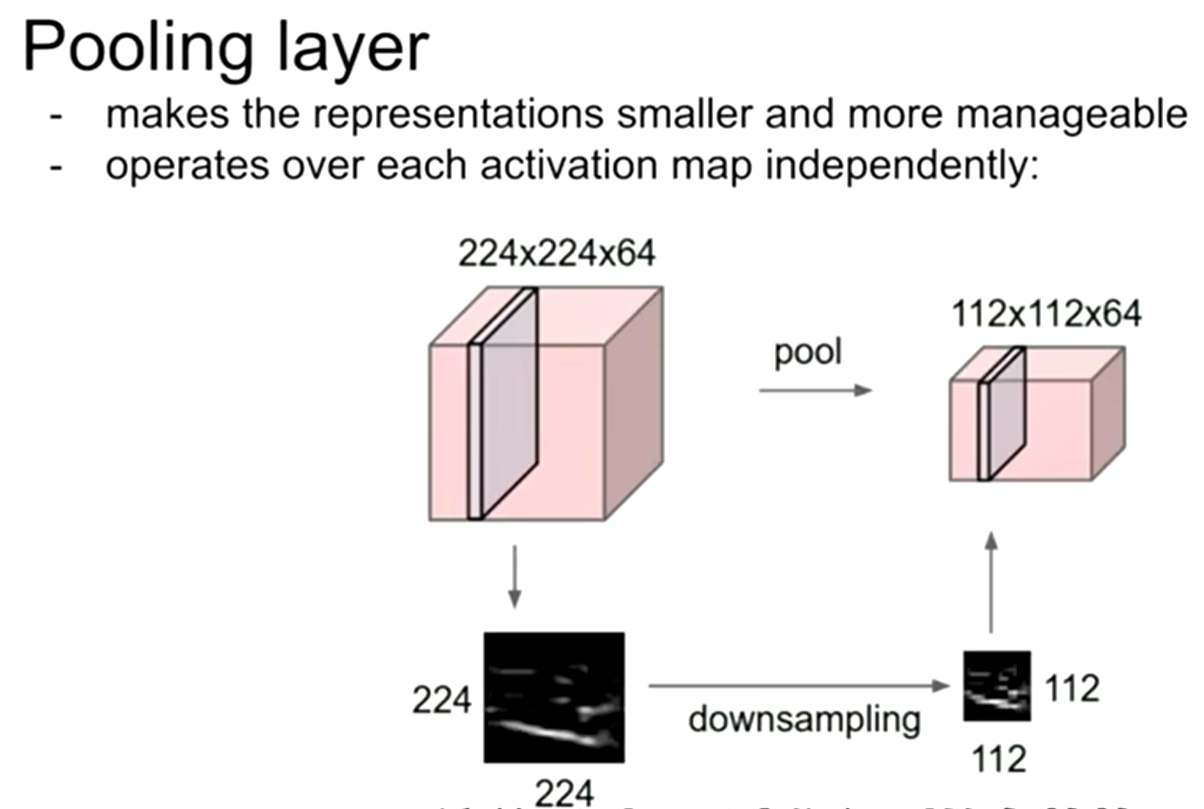 Pooling layer
- makes the representations smaller and more manageable
- operates over each activation map independently:
224x224x64
112x112x64
pool
224
112
downsampling
112
224